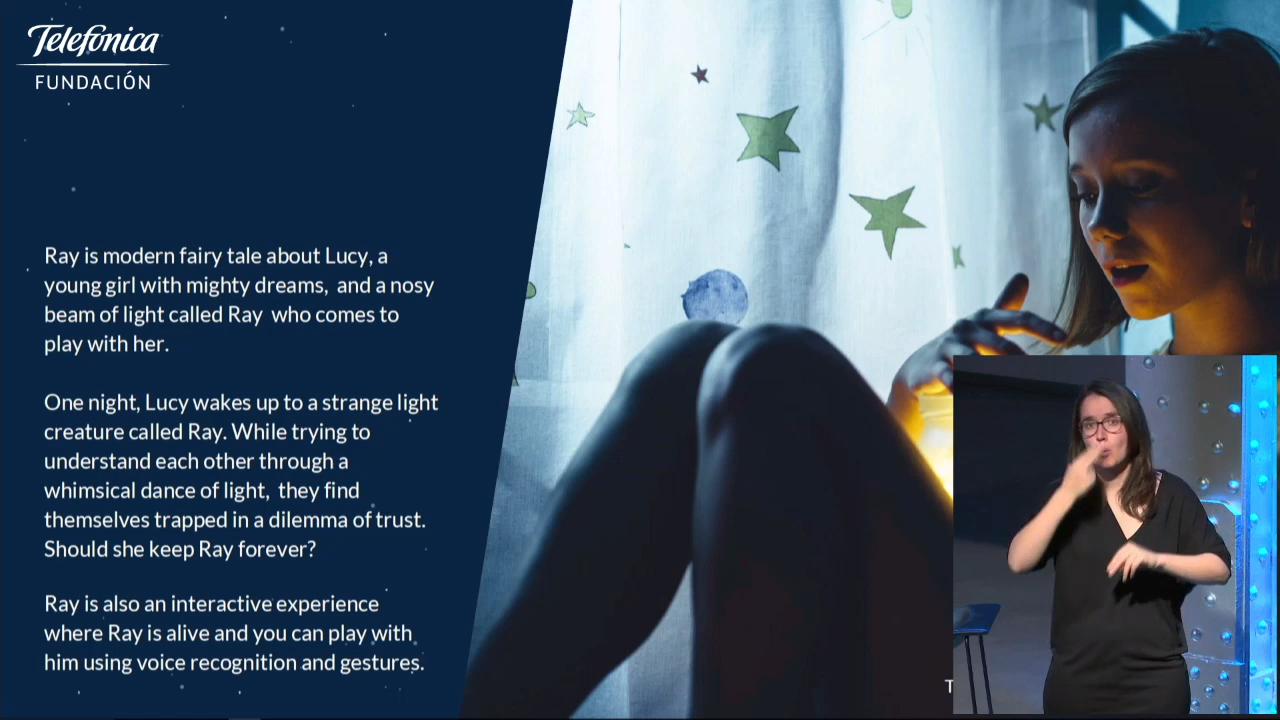 Telefónica
FUNDACIÓN
Ray is modern fairy tale about Lucy, a
young girl with mighty dreams,  and a nosy
beam of light called Ray  who comes to
play with her.
One night, Lucy wakes up to a strange light
creature called Ray. While trying to
understand each other through a
whimsical dance of light,  they find
themselves trapped in a dilemma of trust.
Should she keep Ray forever?
Ray is also an interactive experience
where Ray is alive and you can play with
him using voice recognition and gestures.